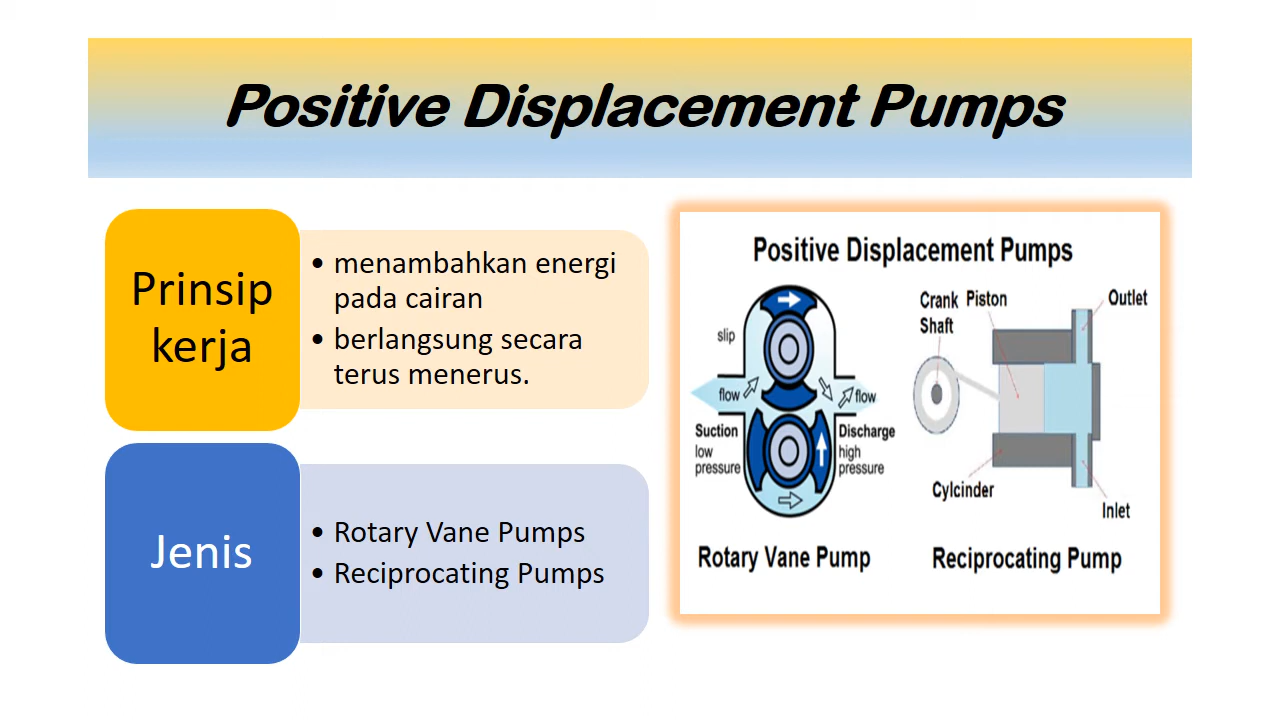 Positive Displacement Pumps
Prinsip
kerja
• menambahkan energi
pada cairan
• berlangsung secara
terus menerus.
Jenis
• Rotary Vane Pumps
• Reciprocating Pumps
Positive Displacement Pumps
slip
flow
flow
Suction
low
pressure
Discharge
high
pressure
Rotary Vane Pump
Crank
Shaft
Piston
Outlet
Cylcinder
Inlet
Reciprocating Pump